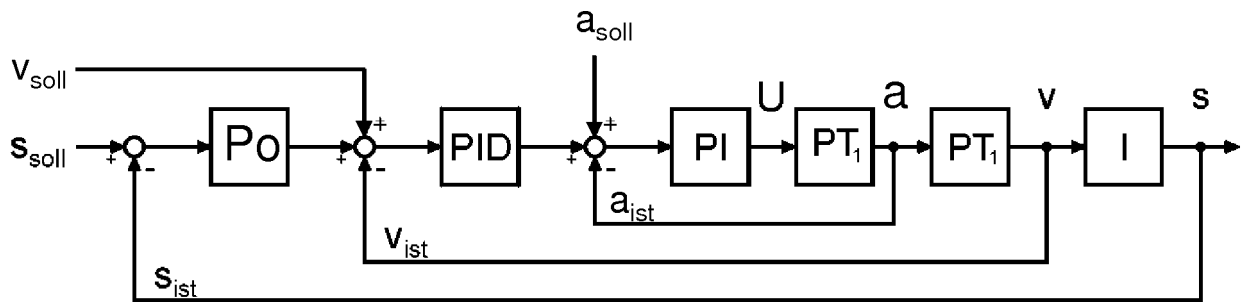 a_soll
v_soll
s_soll
+
-
Po
+
+
-
PID
+
+
-
PI
U
PT₁
a
PT₁
v
I
s
a_ist
v_ist
s_ist